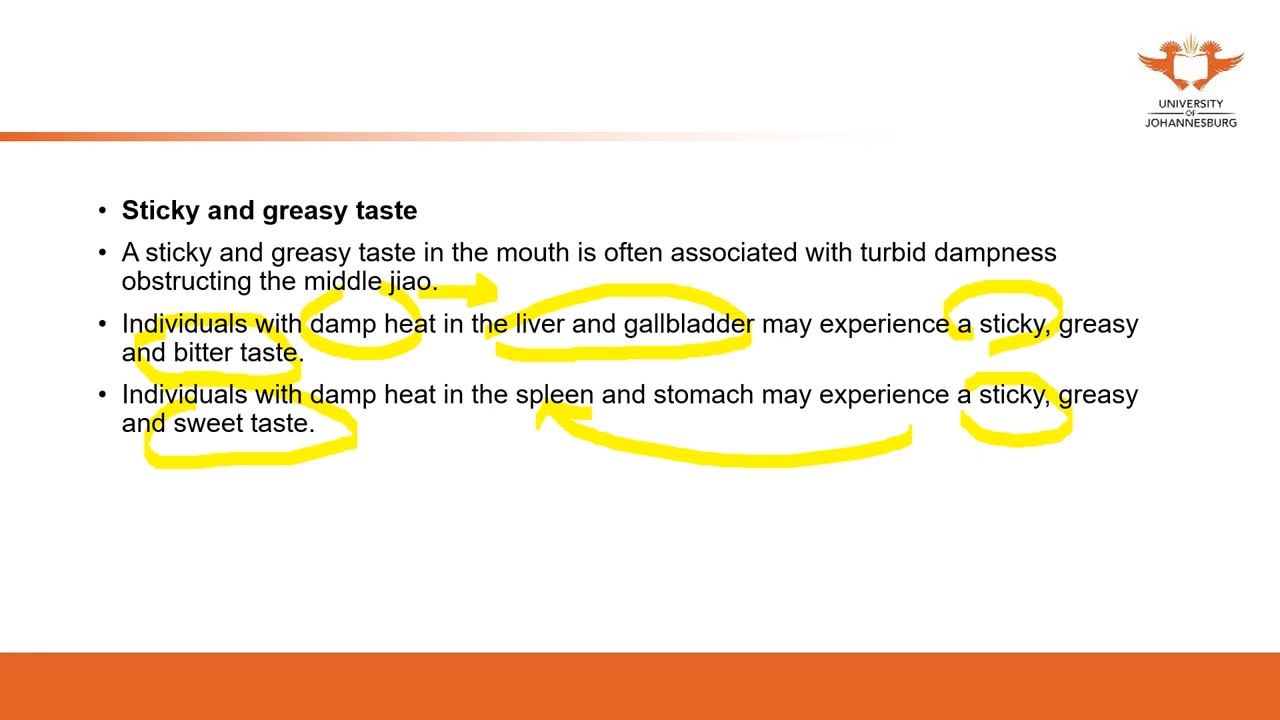 UNIVERSITY
OF
JOHANNESBURG
• Sticky and greasy taste
• A sticky and greasy taste in the mouth is often associated with turbid dampness
obstructing the middle jiao.
• Individuals with damp heat in the liver and gallbladder may experience a sticky, greasy
and bitter taste.
• Individuals with damp heat in the spleen and stomach may experience a sticky, greasy
and sweet taste.